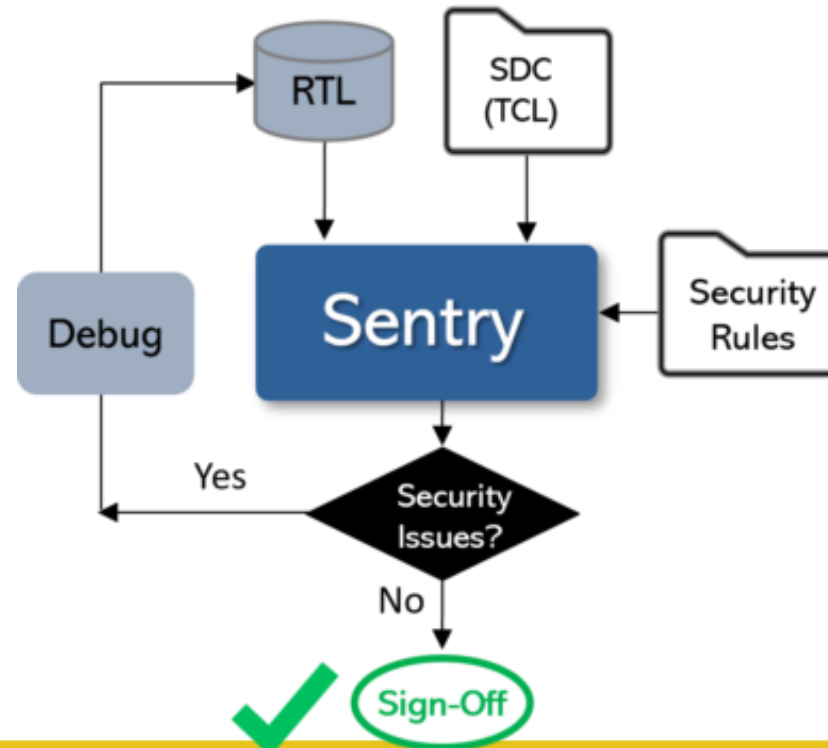 RTL
SDC
(TCL)
Sentry
Security
Rules
Debug
Yes
Security
Issues?
No
Sign-Off